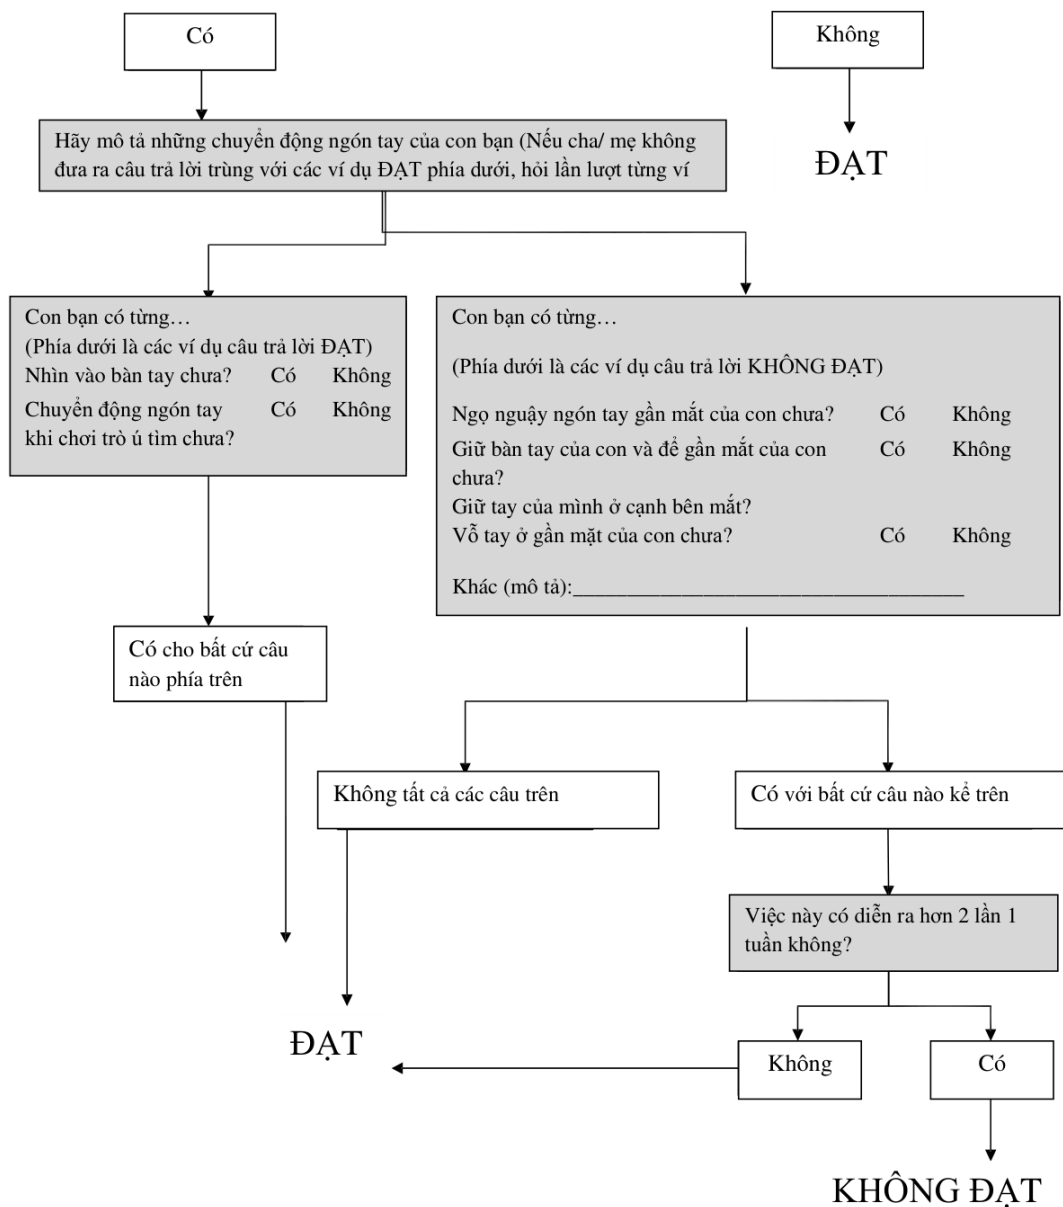 Có
Không
ĐẠT
Hãy mô tả những chuyển động ngón tay của con bạn (Nếu cha/ mẹ không
đưa ra câu trả lời trùng với các ví dụ ĐẠT phía dưới, hỏi lần lượt từng ví
Con bạn có từng…
(Phía dưới là các ví dụ câu trả lời ĐẠT)
Nhìn vào bàn tay chưa? Có Không
Chuyển động ngón tay Có Không
khi chơi trò ú tìm chưa?
Con bạn có từng…
(Phía dưới là các ví dụ câu trả lời KHÔNG ĐẠT)
Ngọ nguậy ngón tay gần mắt của con chưa? Có Không
Giữ bàn tay của con và để gần mắt của con Có Không
chưa?
Giữ tay của mình ở cạnh bên mắt?
Vỗ tay ở gần mặt của con chưa? Có Không
Khác (mô tả):____________________________________
Có cho bất cứ câu
nào phía trên
Không tất cả các câu trên
Có với bất cứ câu nào kể trên
Việc này có diễn ra hơn 2 lần 1
tuần không?
ĐẠT
Không
Có
KHÔNG ĐẠT